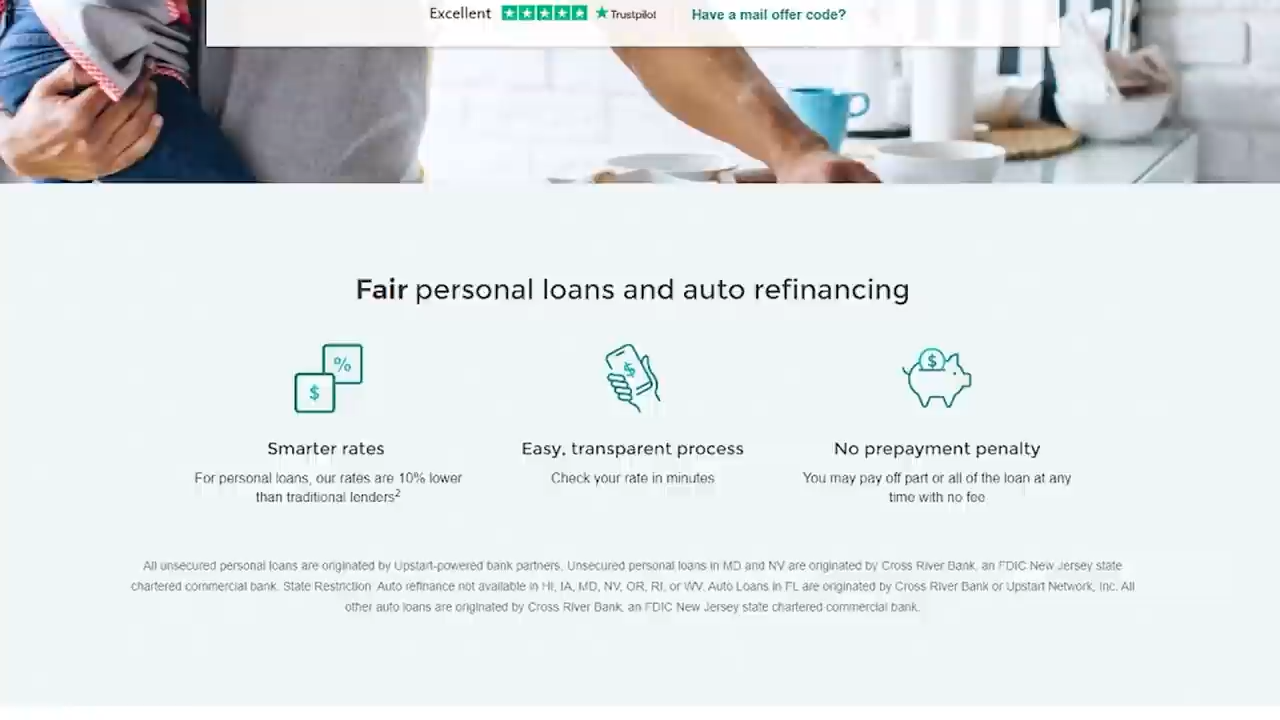 Excellent Trustpilot Have a mail offer code?
Fair personal loans and auto refinancing
%
$
$
$
Smarter rates Easy, transparent process No prepayment penalty
For personal loans, our rates are 10% lower Check your rate in minutes You may pay off part or all of the loan at any
than traditional lenders2 time with no fee
All unsecured personal loans are originated by Upstart-powered bank partners. Unsecured personal loans in MD and NV are originated by Cross River Bank, an FDIC New Jersey state
chartered commercial bank. State Restriction: Auto refinance not available in HI, IA, MD, NV, OR, RI, or WV. Auto Loans in FL are originated by Cross River Bank or Upstart Network, Inc. All
other auto loans are originated by Cross River Bank, an FDIC New Jersey state chartered commercial bank.